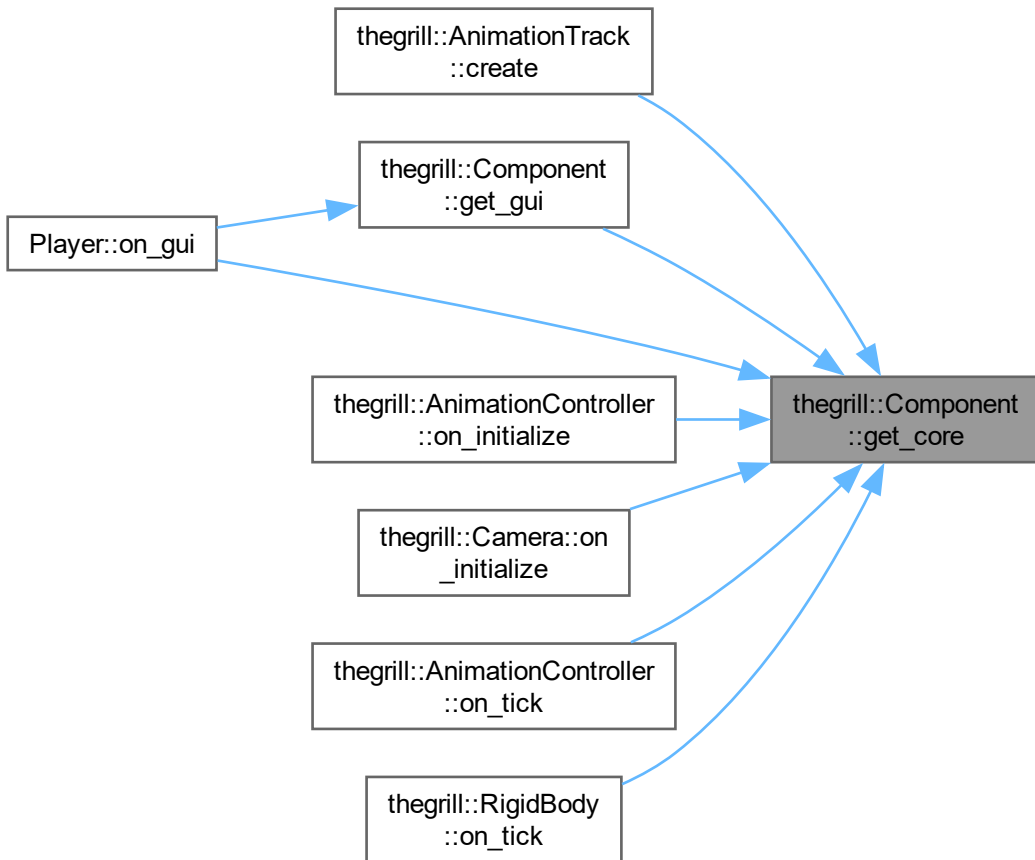 thegrill::AnimationTrack
::create
thegrill::Component
::get_gui
Player::on_gui
thegrill::AnimationController
::on_initialize
thegrill::Component
::get_core
thegrill::Camera::on
_initialize
thegrill::AnimationController
::on_tick
thegrill::RigidBody
::on_tick